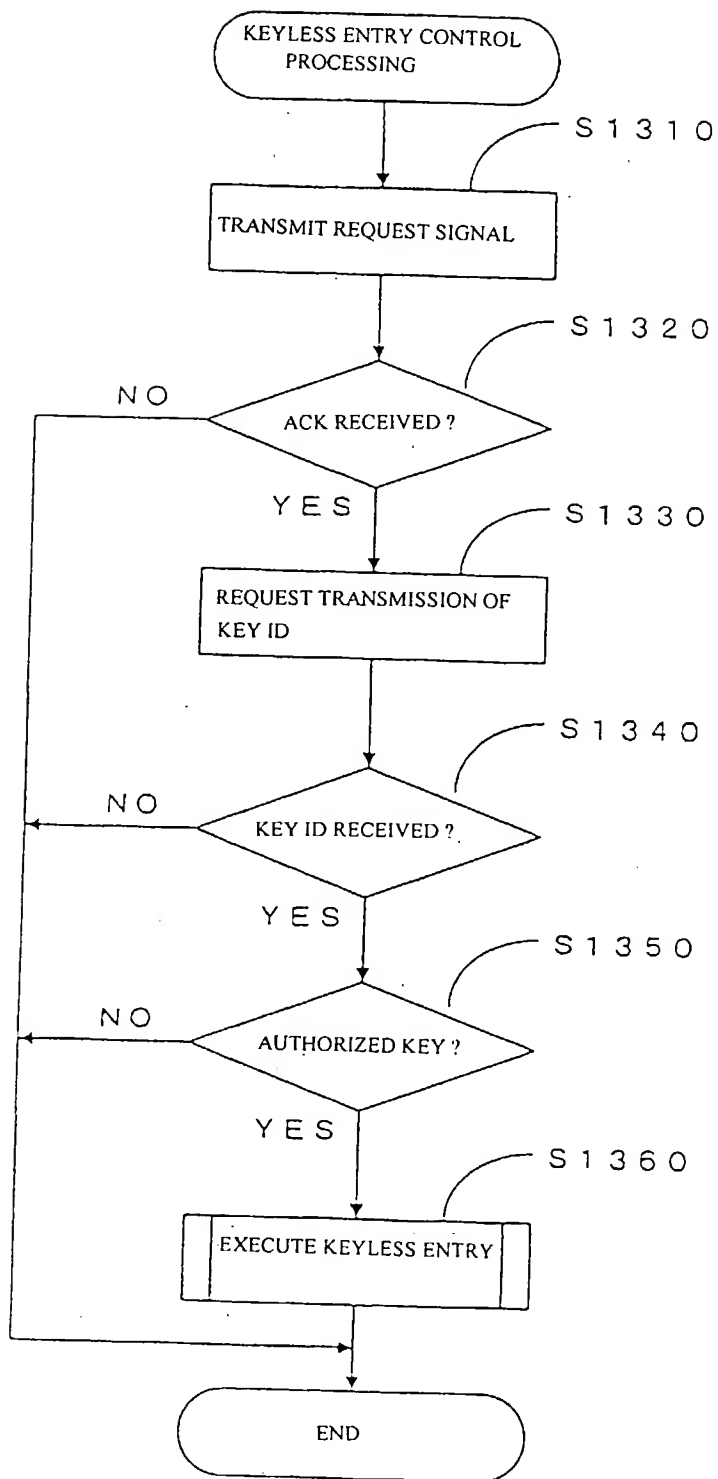 KEYLESS ENTRY CONTROL
PROCESSING
S1310
TRANSMIT REQUEST SIGNAL
S1320
NO
ACK RECEIVED ?
YES
S1330
REQUEST TRANSMISSION OF
KEY ID
S1340
NO
KEY ID RECEIVED ?
YES
S1350
NO
AUTHORIZED KEY ?
YES
S1360
EXECUTE KEYLESS ENTRY
END